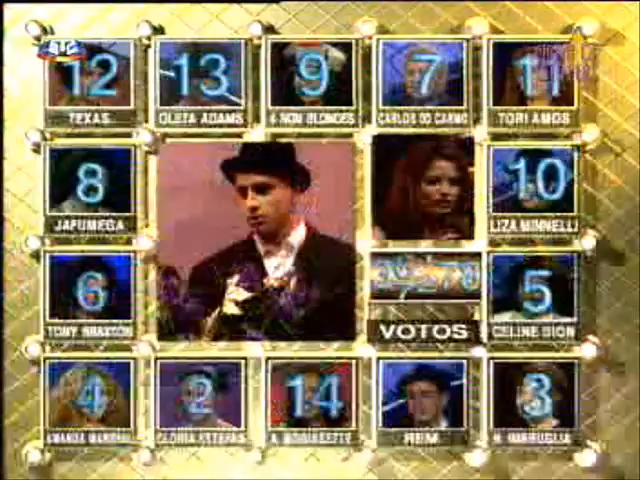 SIC
12
13
9
7
11
TEXAS
OLETA ADAMS
4 NON BLONDES
CARLOS DO CARMO
TORI AMOS
8
10
JAFUMEGA
LIZA MINNELLI
6
5
TONY BRAXTON
VOTOS
CELINE DION
4
2
14
3
GLORIA ESTEFAN
A. MORISSETTE
N. IMBRUGLIA